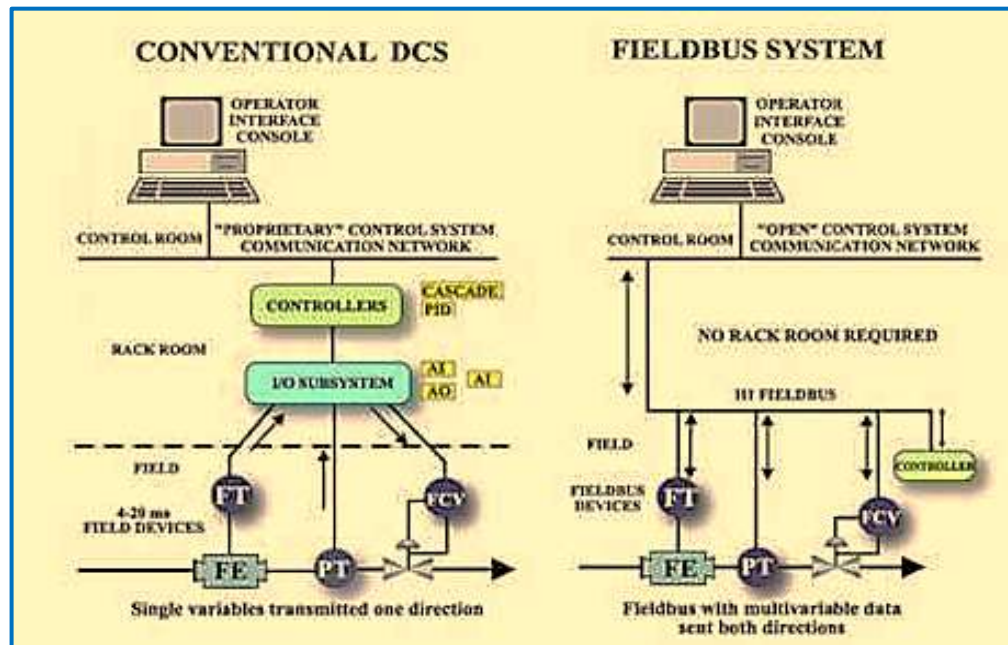 CONVENTIONAL DCS
OPERATOR
INTERFACE
CONSOLE
CONTROL ROOM
"PROPRIETARY" CONTROL SYSTEM
COMMUNICATION NETWORK
CONTROLLERS
CASCADE
PID
RACK ROOM
I/O SUBSYSTEM
AI
AO
AI
FIELD
4-20 ms
FIELD DEVICES
FT
FCV
FE
PT
Single variables transmitted one direction
FIELDBUS SYSTEM
OPERATOR
INTERFACE
CONSOLE
CONTROL ROOM
"OPEN" CONTROL SYSTEM
COMMUNICATION NETWORK
NO RACK ROOM REQUIRED
H1 FIELDBUS
FIELD
FIELDBUS
DEVICES
CONTROLLER
FT
FCV
FE
PT
Fieldbus with multivariable data
sent both directions